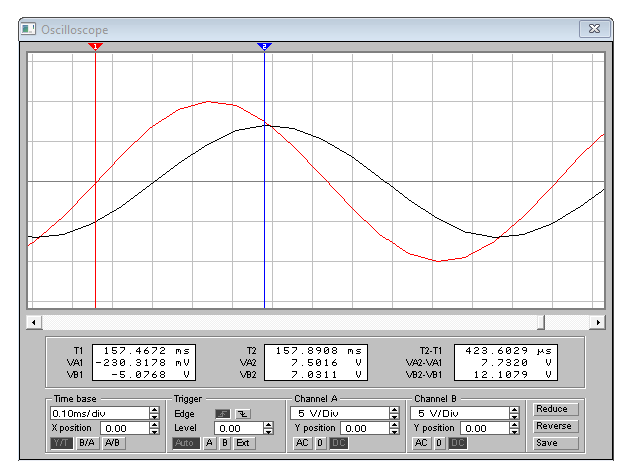 Oscilloscope
1 2
T1 157.4672 ms T2 157.8908 ms T2-T1 423.6029 µs
VA1 -230.3178 mV VA2 7.5016 V VA2-VA1 7.7320 V
VB1 -5.0768 V VB2 7.0311 V VB2-VB1 12.1079 V
Time base Trigger Channel A Channel B
0.10ms/div Edge 5 V/Div 5 V/Div Reduce
X position 0.00 Level 0.00 Y position 0.00 Y position 0.00 Reverse
Y/T B/A A/B Auto A B Ext AC 0 DC AC 0 DC Save